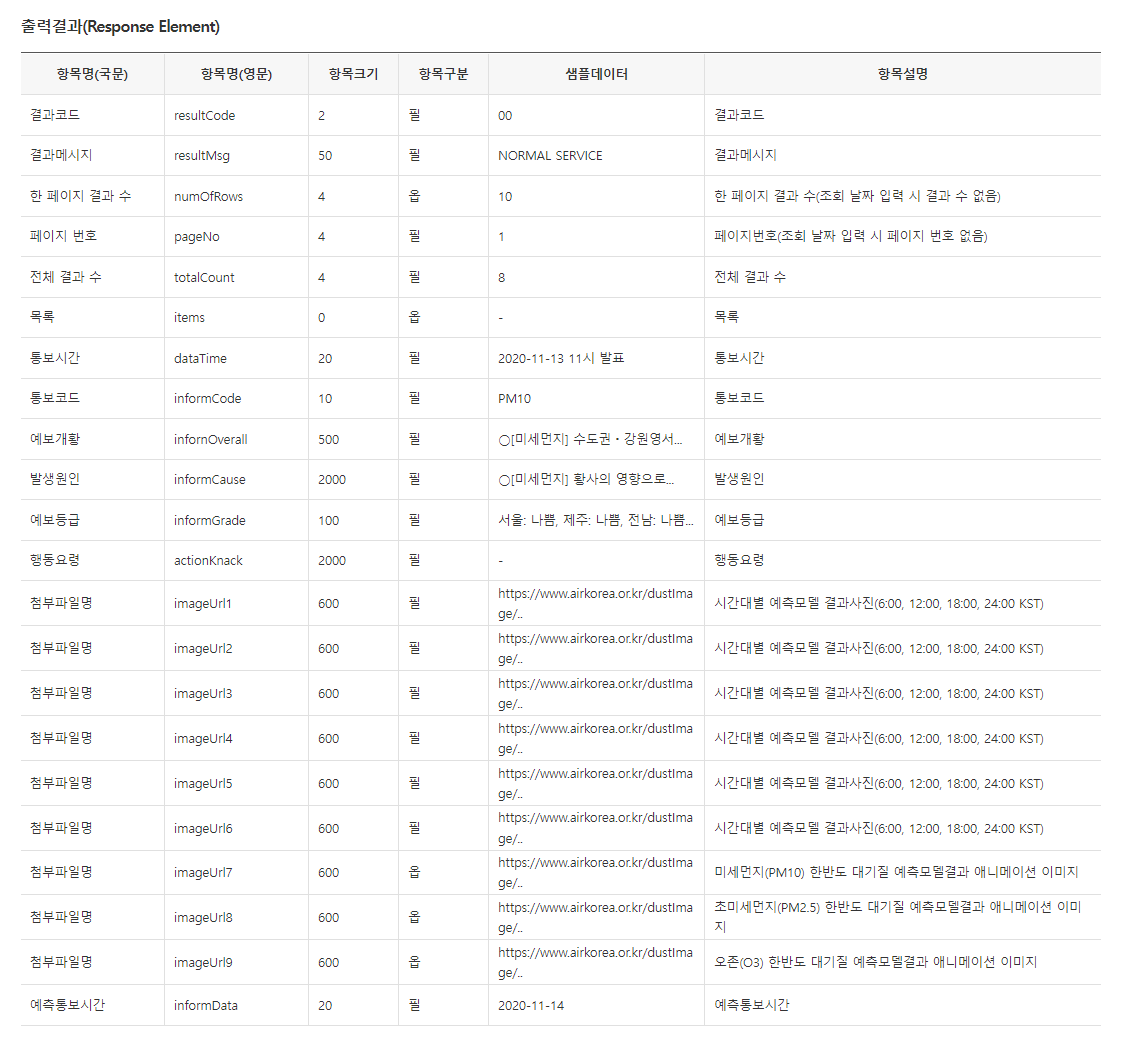 출력결과(Response Element)
항목명(국문) 항목명(영문) 항목크기 항목구분 샘플데이터 항목설명
결과코드 resultCode 2 필 00 결과코드
결과메시지 resultMsg 50 필 NORMAL SERVICE 결과메시지
한 페이지 결과 수 numOfRows 4 옵 10 한 페이지 결과 수(조회 날짜 입력 시 결과 수 없음)
페이지 번호 pageNo 4 필 1 페이지번호(조회 날짜 입력 시 페이지 번호 없음)
전체 결과 수 totalCount 4 필 8 전체 결과 수
목록 items 0 옵 - 목록
통보시간 dataTime 20 필 2020-11-13 11시 발표 통보시간
통보코드 informCode 10 필 PM10 통보코드
예보개황 infornOverall 500 필 ○[미세먼지] 수도권·강원영서... 예보개황
발생원인 informCause 2000 필 ○[미세먼지] 황사의 영향으로... 발생원인
예보등급 informGrade 100 필 서울: 나쁨, 제주: 나쁨, 전남: 나쁨... 예보등급
행동요령 actionKnack 2000 필 - 행동요령
첨부파일명 imageUrl1 600 필 https://www.airkorea.or.kr/dustIma
ge/.. 시간대별 예측모델 결과사진(6:00, 12:00, 18:00, 24:00 KST)
첨부파일명 imageUrl2 600 필 https://www.airkorea.or.kr/dustIma
ge/.. 시간대별 예측모델 결과사진(6:00, 12:00, 18:00, 24:00 KST)
첨부파일명 imageUrl3 600 필 https://www.airkorea.or.kr/dustIma
ge/.. 시간대별 예측모델 결과사진(6:00, 12:00, 18:00, 24:00 KST)
첨부파일명 imageUrl4 600 필 https://www.airkorea.or.kr/dustIma
ge/.. 시간대별 예측모델 결과사진(6:00, 12:00, 18:00, 24:00 KST)
첨부파일명 imageUrl5 600 필 https://www.airkorea.or.kr/dustIma
ge/.. 시간대별 예측모델 결과사진(6:00, 12:00, 18:00, 24:00 KST)
첨부파일명 imageUrl6 600 필 https://www.airkorea.or.kr/dustIma
ge/.. 시간대별 예측모델 결과사진(6:00, 12:00, 18:00, 24:00 KST)
첨부파일명 imageUrl7 600 옵 https://www.airkorea.or.kr/dustIma
ge/.. 미세먼지(PM10) 한반도 대기질 예측모델결과 애니메이션 이미지
첨부파일명 imageUrl8 600 옵 https://www.airkorea.or.kr/dustIma
ge/.. 초미세먼지(PM2.5) 한반도 대기질 예측모델결과 애니메이션 이미
지
첨부파일명 imageUrl9 600 옵 https://www.airkorea.or.kr/dustIma
ge/.. 오존(O3) 한반도 대기질 예측모델결과 애니메이션 이미지
예측통보시간 informData 20 필 2020-11-14 예측통보시간